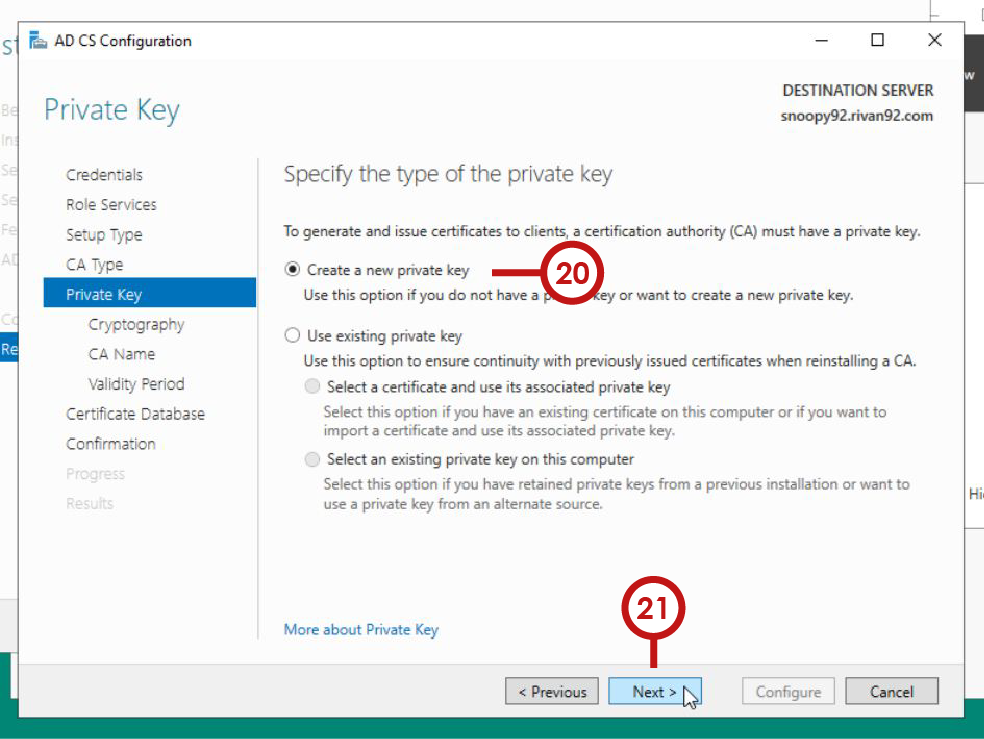 AD CS Configuration
DESTINATION SERVER
snoopy92.rivan92.com
Private Key
Credentials
Role Services
Setup Type
CA Type
Private Key
Cryptography
CA Name
Validity Period
Certificate Database
Confirmation
Progress
Results
Specify the type of the private key
To generate and issue certificates to clients, a certification authority (CA) must have a private key.
Create a new private key
20
Use this option if you do not have a key or want to create a new private key.
Use existing private key
Use this option to ensure continuity with previously issued certificates when reinstalling a CA.
Select a certificate and use its associated private key
Select this option if you have an existing certificate on this computer or if you want to
import a certificate and use its associated private key.
Select an existing private key on this computer
Select this option if you have retained private keys from a previous installation or want to
use a private key from an alternate source.
More about Private Key
21
< Previous
Next >
Configure
Cancel